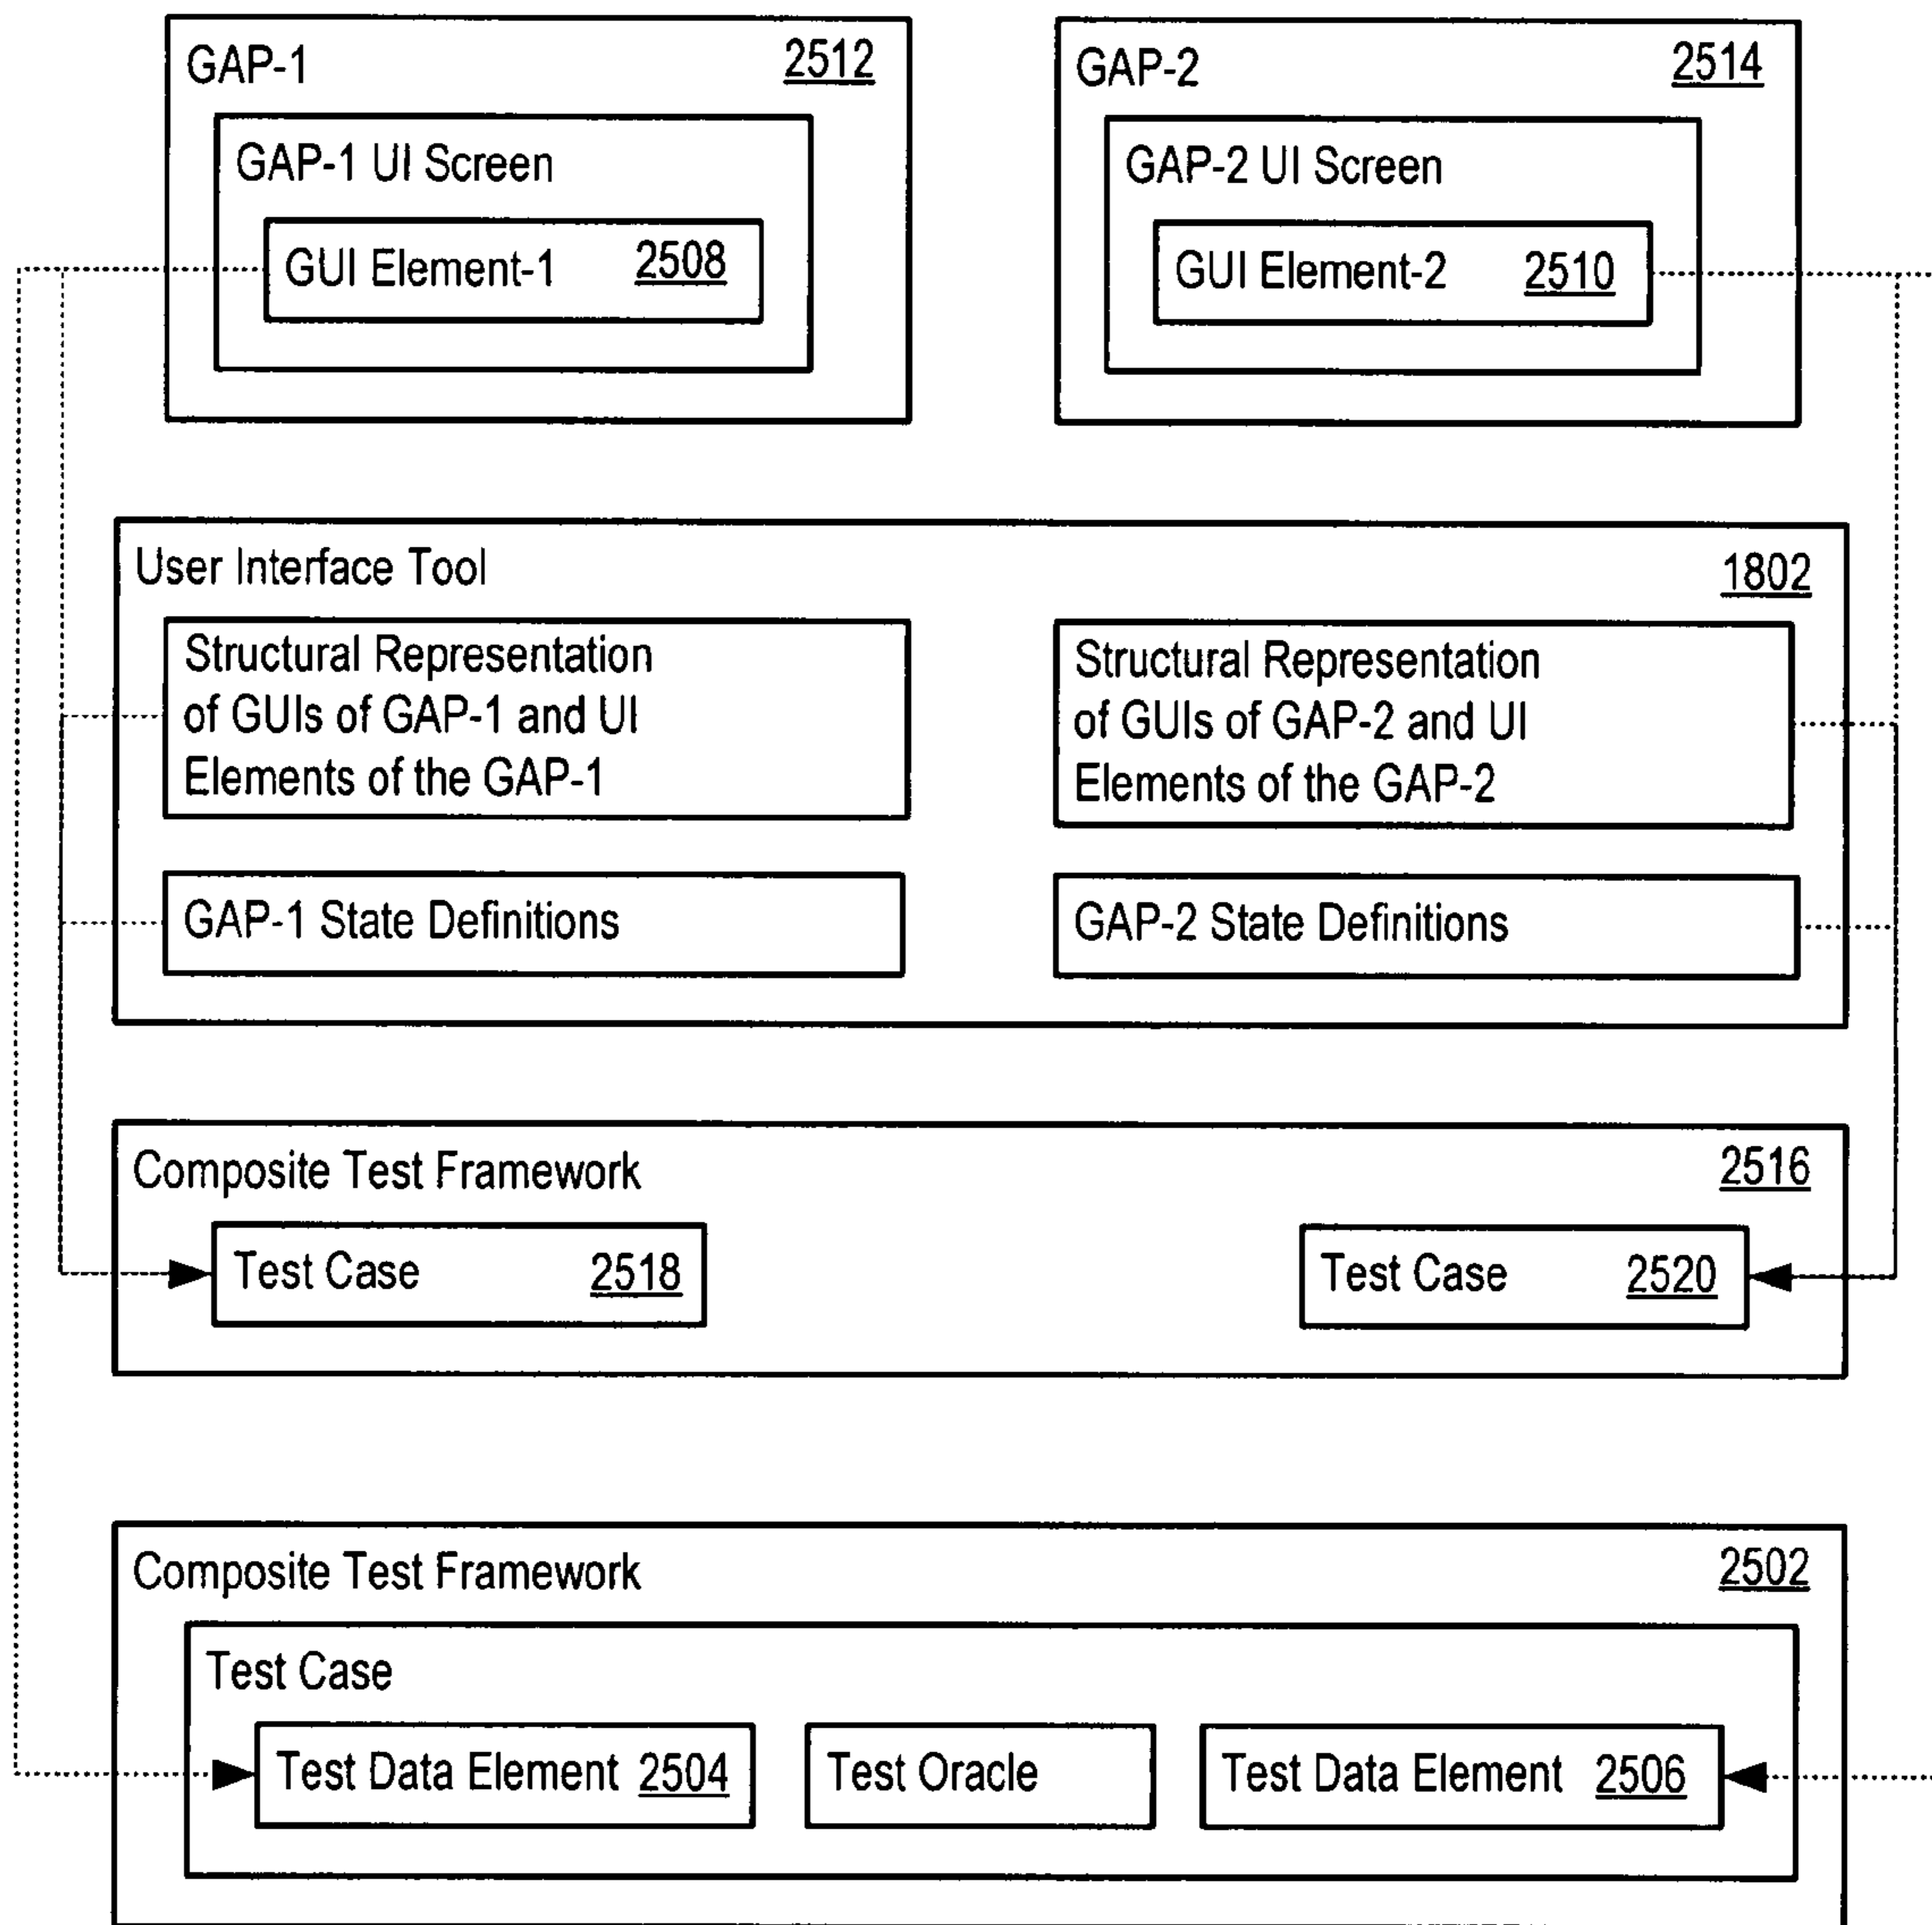 GAP-1 2512
GAP-1 UI Screen
GUI Element-1 2508
GAP-2 2514
GAP-2 UI Screen
GUI Element-2 2510
User Interface Tool 1802
Structural Representation
of GUIs of GAP-1 and UI
Elements of the GAP-1
Structural Representation
of GUIs of GAP-2 and UI
Elements of the GAP-2
GAP-1 State Definitions
GAP-2 State Definitions
Composite Test Framework 2516
Test Case 2518
Test Case 2520
Composite Test Framework 2502
Test Case
Test Data Element 2504
Test Oracle
Test Data Element 2506